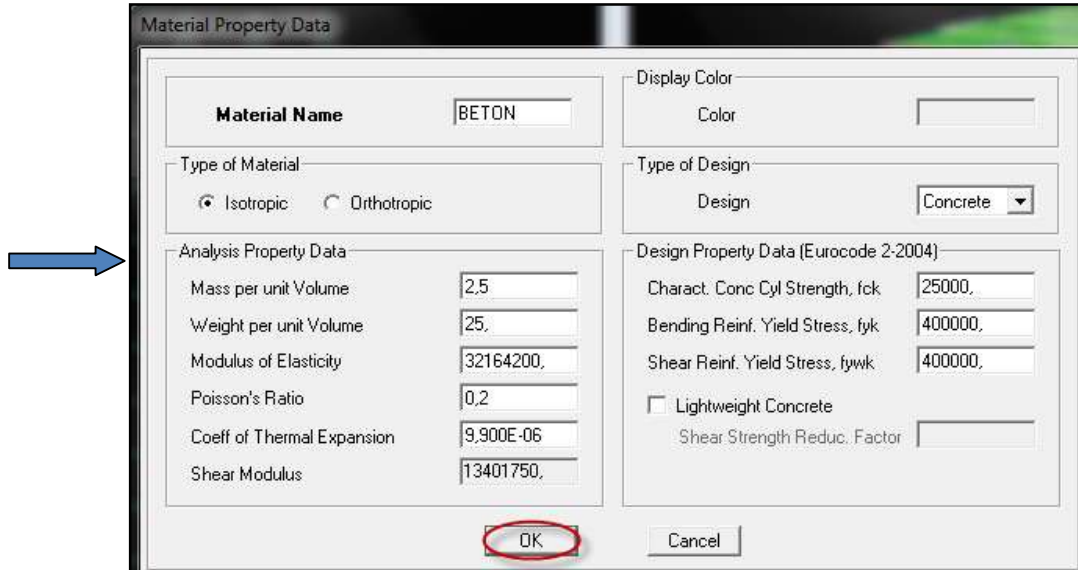 Material Property Data
Material Name BETON
Display Color
Color
Type of Material
Isotropic Orthotropic
Type of Design
Design Concrete
Analysis Property Data
Mass per unit Volume 2,5
Weight per unit Volume 25,
Modulus of Elasticity 32164200,
Poisson's Ratio 0,2
Coeff of Thermal Expansion 9,900E-06
Shear Modulus 13401750,
Design Property Data (Eurocode 2-2004)
Charact. Conc Cyl Strength, fck 25000,
Bending Reinf. Yield Stress, fyk 400000,
Shear Reinf. Yield Stress, fywk 400000,
Lightweight Concrete
Shear Strength Reduc. Factor
OK Cancel